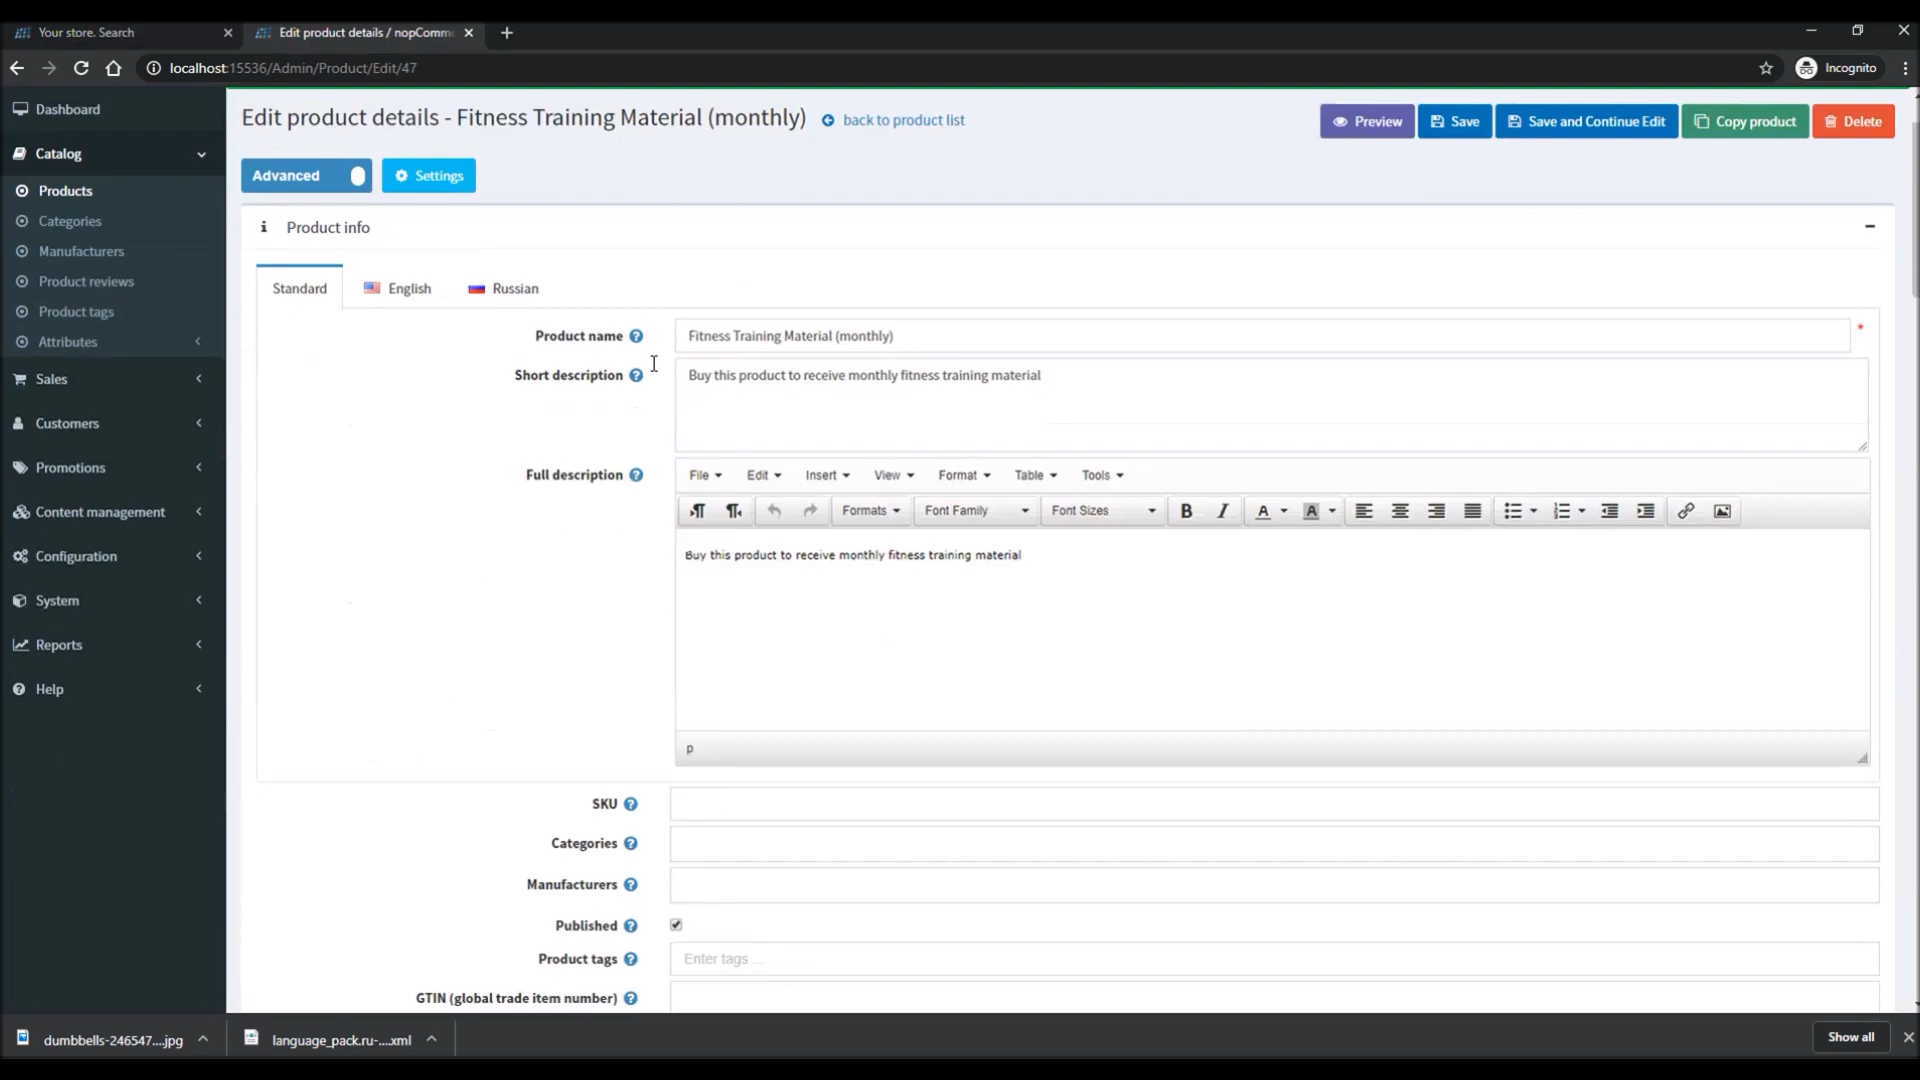 Your store. Search
Edit product details / nopComm
localhost:15536/Admin/Product/Edit/47
Incognito
Dashboard
Catalog
Products
Categories
Manufacturers
Product reviews
Product tags
Attributes
Sales
Customers
Promotions
Content management
Configuration
System
Reports
Help
Edit product details - Fitness Training Material (monthly)
back to product list
Preview
Save
Save and Continue Edit
Copy product
Delete
Advanced
Settings
Product info
Standard
English
Russian
Product name
Fitness Training Material (monthly)
*
Short description
Buy this product to receive monthly fitness training material
Full description
File
Edit
Insert
View
Format
Table
Tools
Formats
Font Family
Font Sizes
B
I
A
A
Buy this product to receive monthly fitness training material
p
SKU
Categories
Manufacturers
Published
Product tags
Enter tags ...
GTIN (global trade item number)
dumbbells-246547....jpg
language_pack.ru-....xml
Show all